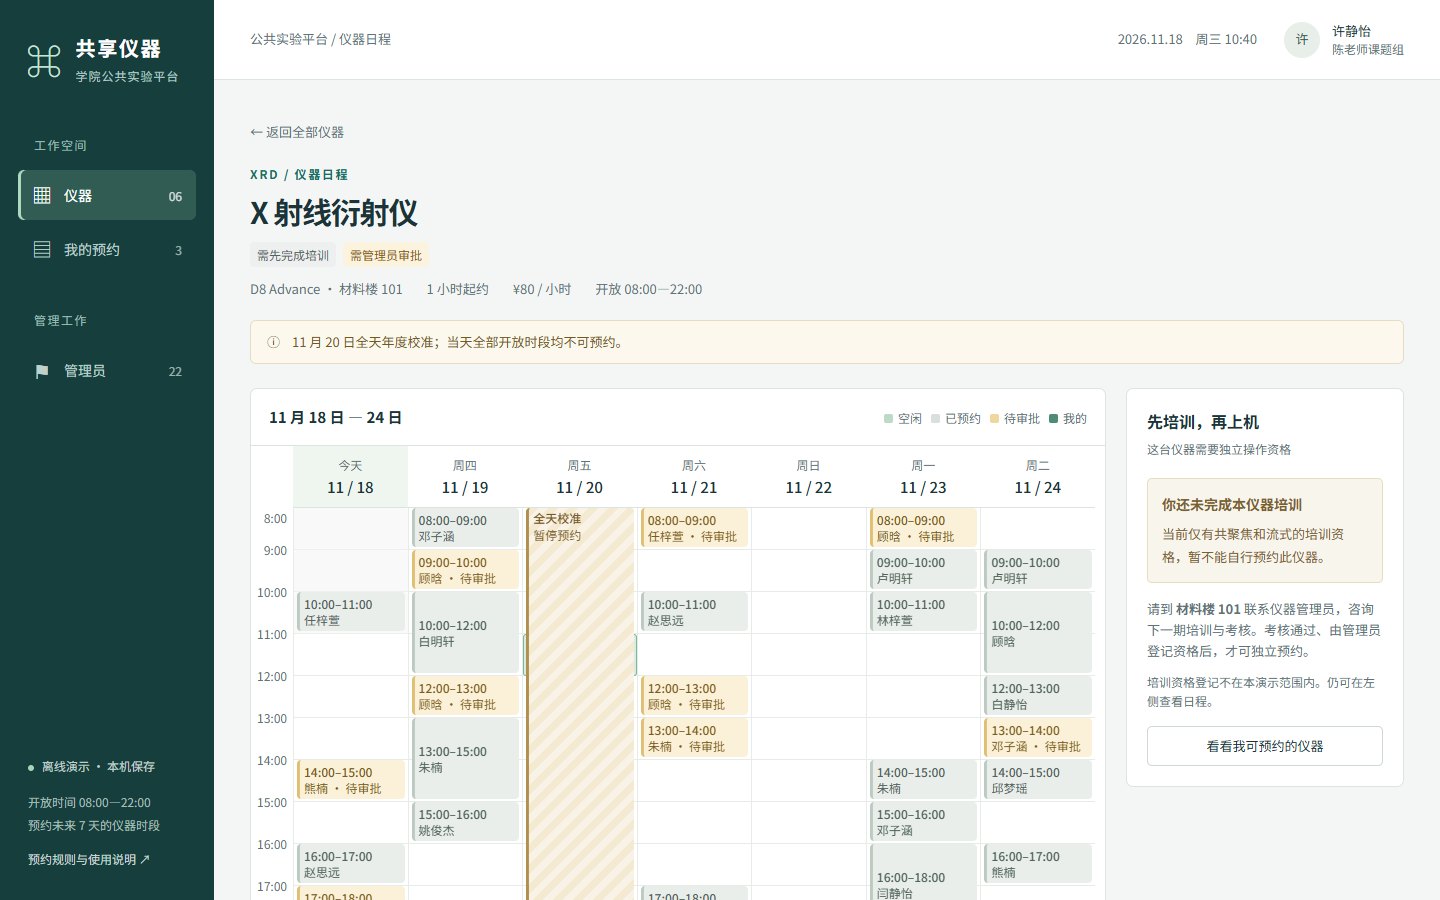 共享仪器
学院公共实验平台
工作空间
仪器 06
我的预约 3
管理工作
管理员 22
离线演示 · 本机保存
开放时间 08:00—22:00
预约未来 7 天的仪器时段
预约规则与使用说明 ↗
公共实验平台 / 仪器日程
2026.11.18 周三 10:40
许
许静怡
陈老师课题组
← 返回全部仪器
XRD / 仪器日程
X 射线衍射仪
需先完成培训
需管理员审批
D8 Advance · 材料楼 101 1 小时起约 ¥80 / 小时 开放 08:00—22:00
11 月 20 日全天年度校准；当天全部开放时段均不可预约。
11 月 18 日 — 24 日
空闲 已预约 待审批 我的
今天 周四 周五 周六 周日 周一 周二
11 / 18 11 / 19 11 / 20 11 / 21 11 / 22 11 / 23 11 / 24
8:00
9:00
10:00
11:00
12:00
13:00
14:00
15:00
16:00
17:00
10:00–11:00
任梓萱
14:00–15:00
熊楠 · 待审批
16:00–17:00
赵思远
17:00–18:00
08:00–09:00
邓子涵
09:00–10:00
顾晗 · 待审批
10:00–12:00
白明轩
12:00–13:00
顾晗 · 待审批
13:00–15:00
朱楠
15:00–16:00
姚俊杰
全天校准
暂停预约
08:00–09:00
任梓萱 · 待审批
10:00–11:00
赵思远
12:00–13:00
顾晗 · 待审批
13:00–14:00
朱楠 · 待审批
17:00–18:00
08:00–09:00
顾晗 · 待审批
09:00–10:00
卢明轩
10:00–11:00
林梓萱
14:00–15:00
朱楠
15:00–16:00
邓子涵
16:00–18:00
闫静怡
09:00–10:00
卢明轩
10:00–12:00
顾晗
12:00–13:00
白静怡
13:00–14:00
邓子涵 · 待审批
14:00–15:00
邱梦瑶
16:00–17:00
熊楠
先培训，再上机
这台仪器需要独立操作资格
你还未完成本仪器培训
当前仅有共聚焦和流式的培训资
格，暂不能自行预约此仪器。
请到 材料楼 101 联系仪器管理员，咨询
下一期培训与考核。考核通过、由管理员
登记资格后，才可独立预约。
培训资格登记不在本演示范围内。仍可在左
侧查看日程。
看看我可预约的仪器